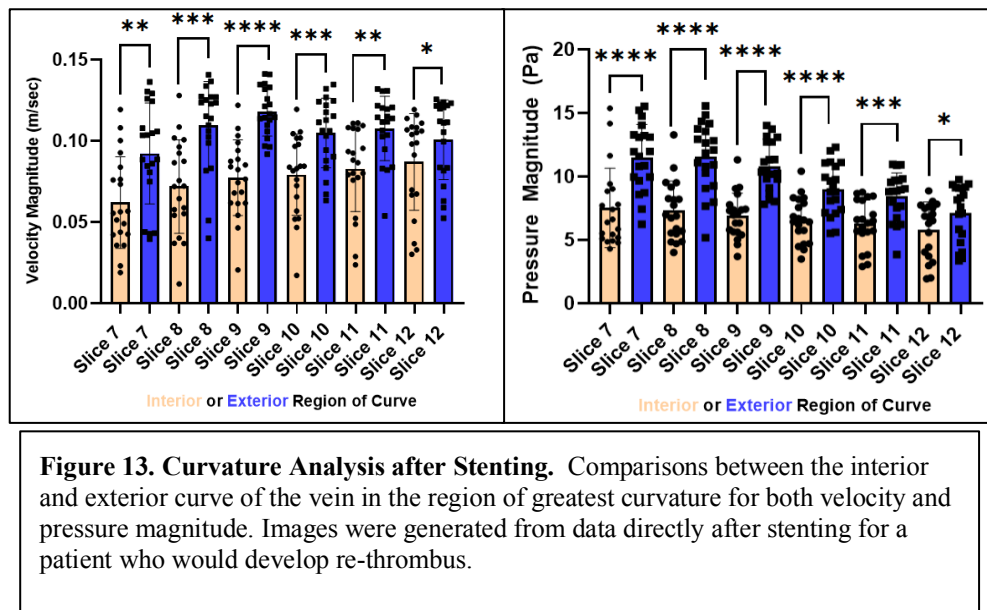 ** *** **** *** ** *
0.15
0.10
0.05
0.00
Velocity Magnitude (m/sec)
Slice 7 Slice 7 Slice 8 Slice 8 Slice 9 Slice 9 Slice 10 Slice 10 Slice 11 Slice 11 Slice 12 Slice 12
Interior or Exterior Region of Curve
**** **** **** **** *** *
20
15
10
5
0
Pressure Magnitude (Pa)
Slice 7 Slice 7 Slice 8 Slice 8 Slice 9 Slice 9 Slice 10 Slice 10 Slice 11 Slice 11 Slice 12 Slice 12
Interior or Exterior Region of Curve
Figure 13. Curvature Analysis after Stenting. Comparisons between the interior
and exterior curve of the vein in the region of greatest curvature for both velocity and
pressure magnitude. Images were generated from data directly after stenting for a
patient who would develop re-thrombus.